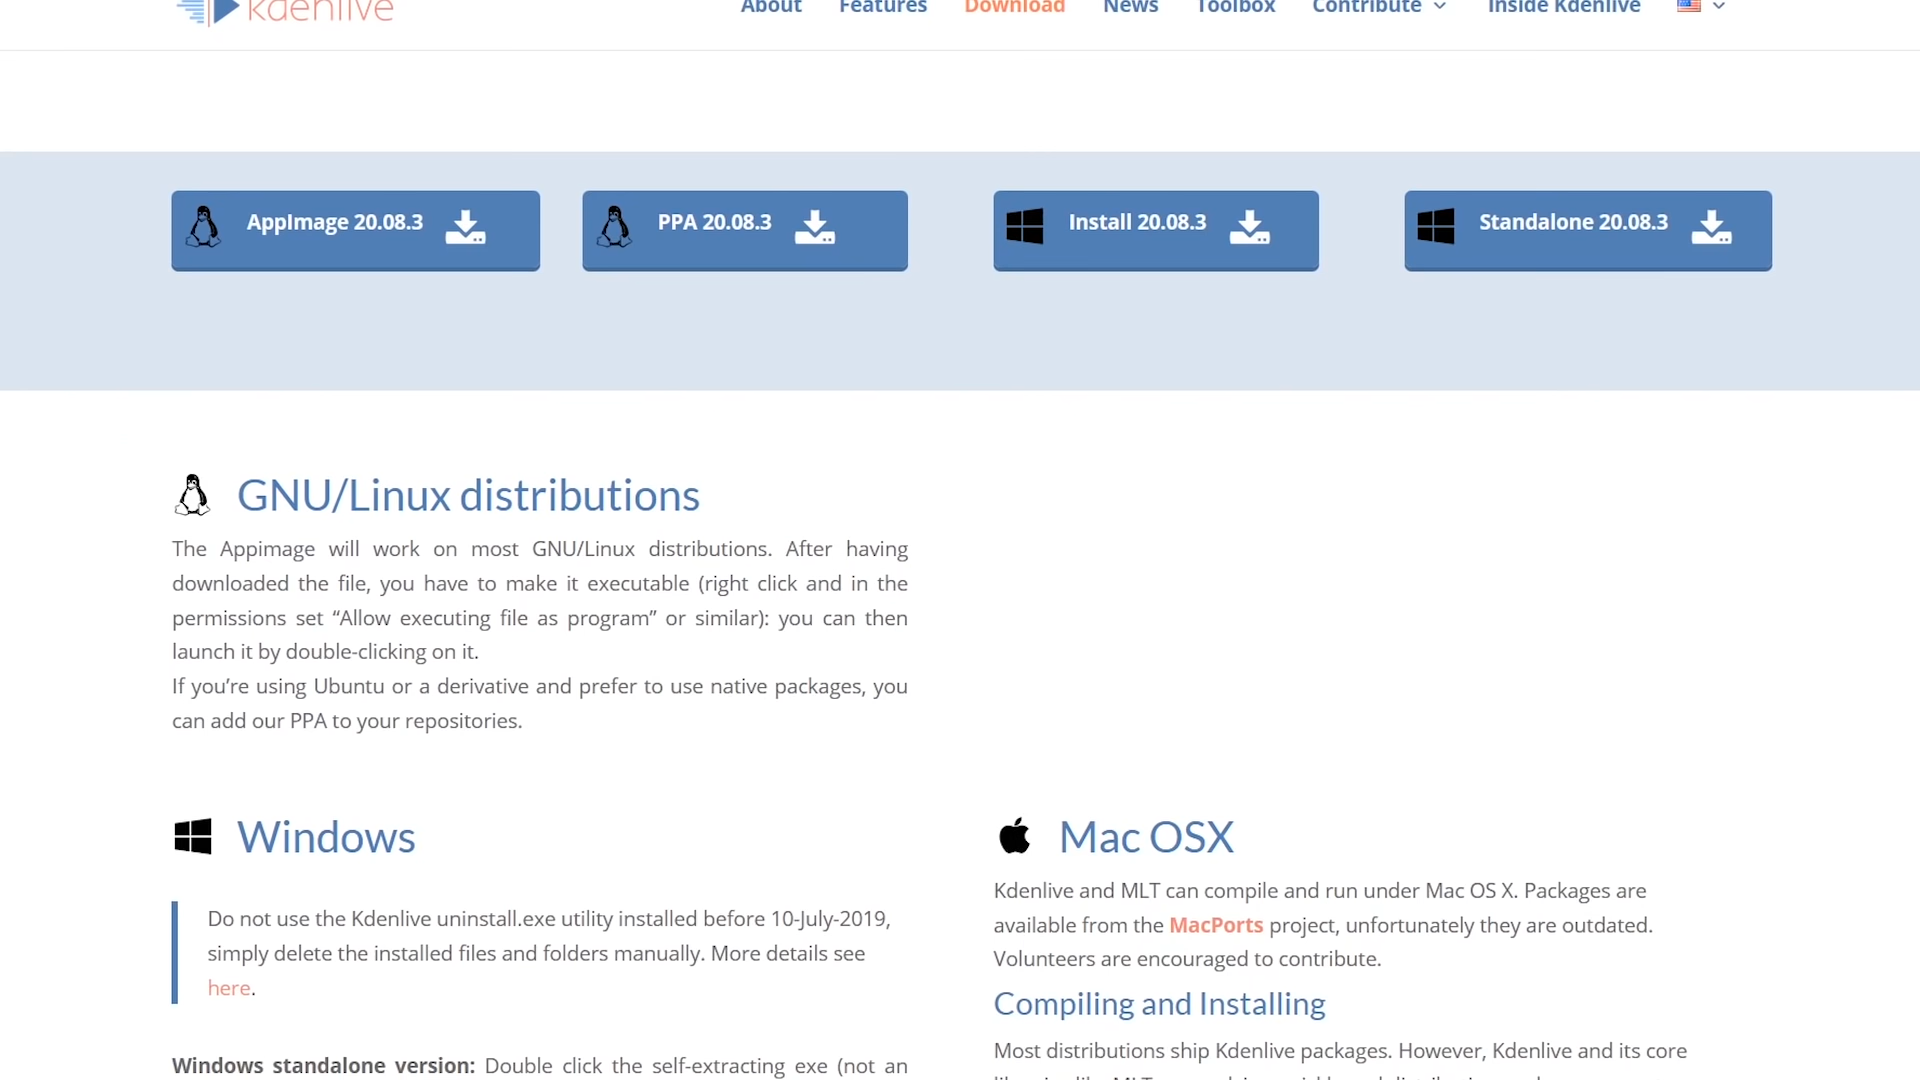 kdenlive
About Features Download News Toolbox Contribute Inside Kdenlive
AppImage 20.08.3 PPA 20.08.3 Install 20.08.3 Standalone 20.08.3
GNU/Linux distributions
The Appimage will work on most GNU/Linux distributions. After having
downloaded the file, you have to make it executable (right click and in the
permissions set “Allow executing file as program” or similar): you can then
launch it by double-clicking on it.
If you’re using Ubuntu or a derivative and prefer to use native packages, you
can add our PPA to your repositories.
Windows
Do not use the Kdenlive uninstall.exe utility installed before 10-July-2019,
simply delete the installed files and folders manually. More details see
here.
Windows standalone version: Double click the self-extracting exe (not an
Mac OSX
Kdenlive and MLT can compile and run under Mac OS X. Packages are
available from the MacPorts project, unfortunately they are outdated.
Volunteers are encouraged to contribute.
Compiling and Installing
Most distributions ship Kdenlive packages. However, Kdenlive and its core